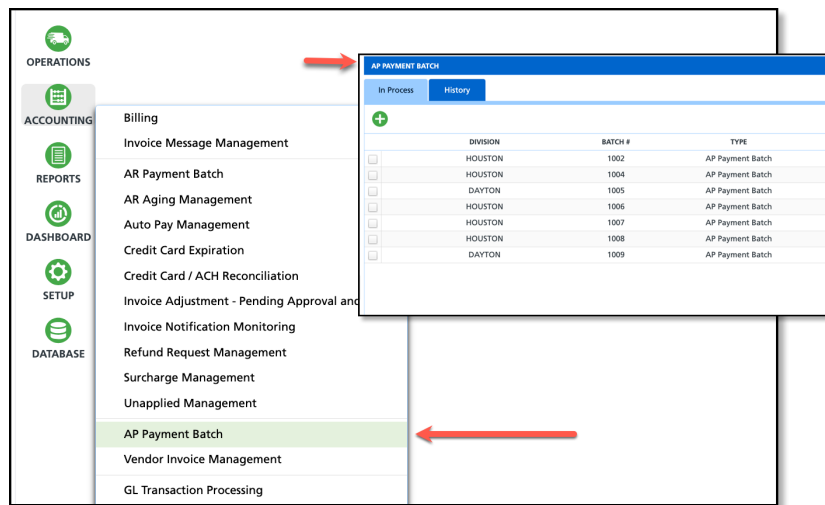 OPERATIONS
ACCOUNTING
REPORTS
DASHBOARD
SETUP
DATABASE
Billing
Invoice Message Management
AR Payment Batch
AR Aging Management
Auto Pay Management
Credit Card Expiration
Credit Card / ACH Reconciliation
Invoice Adjustment - Pending Approval and
Invoice Notification Monitoring
Refund Request Management
Surcharge Management
Unapplied Management
AP Payment Batch
Vendor Invoice Management
GL Transaction Processing
AP PAYMENT BATCH
In Process History
DIVISION BATCH # TYPE
HOUSTON 1002 AP Payment Batch
HOUSTON 1004 AP Payment Batch
DAYTON 1005 AP Payment Batch
HOUSTON 1006 AP Payment Batch
HOUSTON 1007 AP Payment Batch
HOUSTON 1008 AP Payment Batch
DAYTON 1009 AP Payment Batch